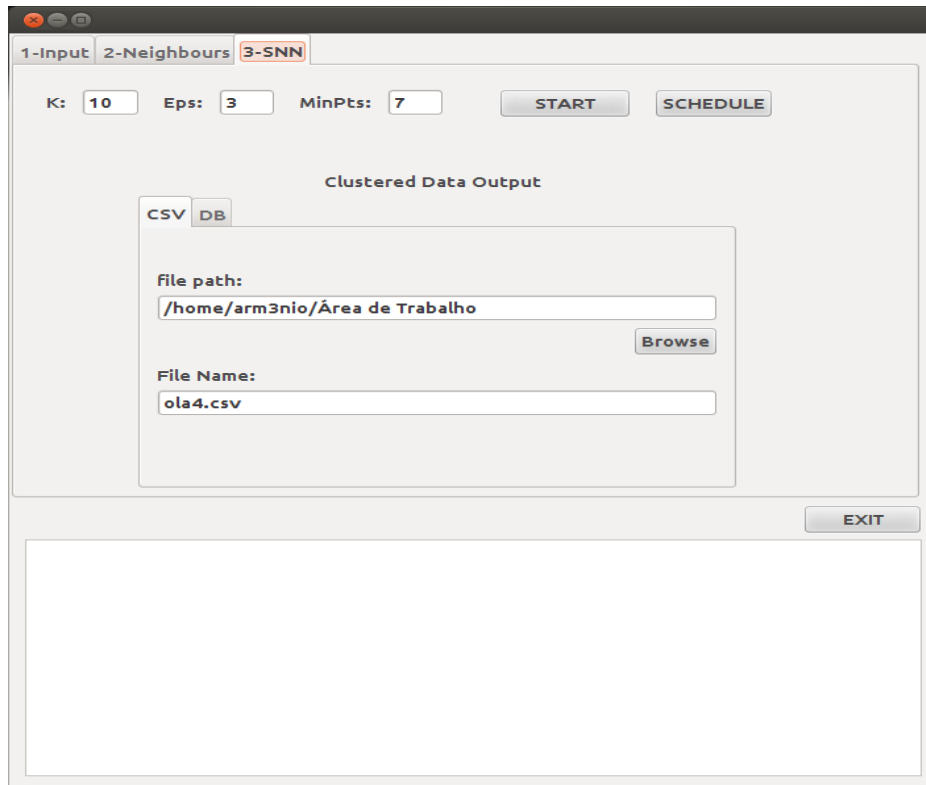 1-Input 2-Neighbours 3-SNN
K: 10 Eps: 3 MinPts: 7 START SCHEDULE
Clustered Data Output
CSV DB
file path:
/home/arm3nio/Área de Trabalho
Browse
File Name:
ola4.csv
EXIT